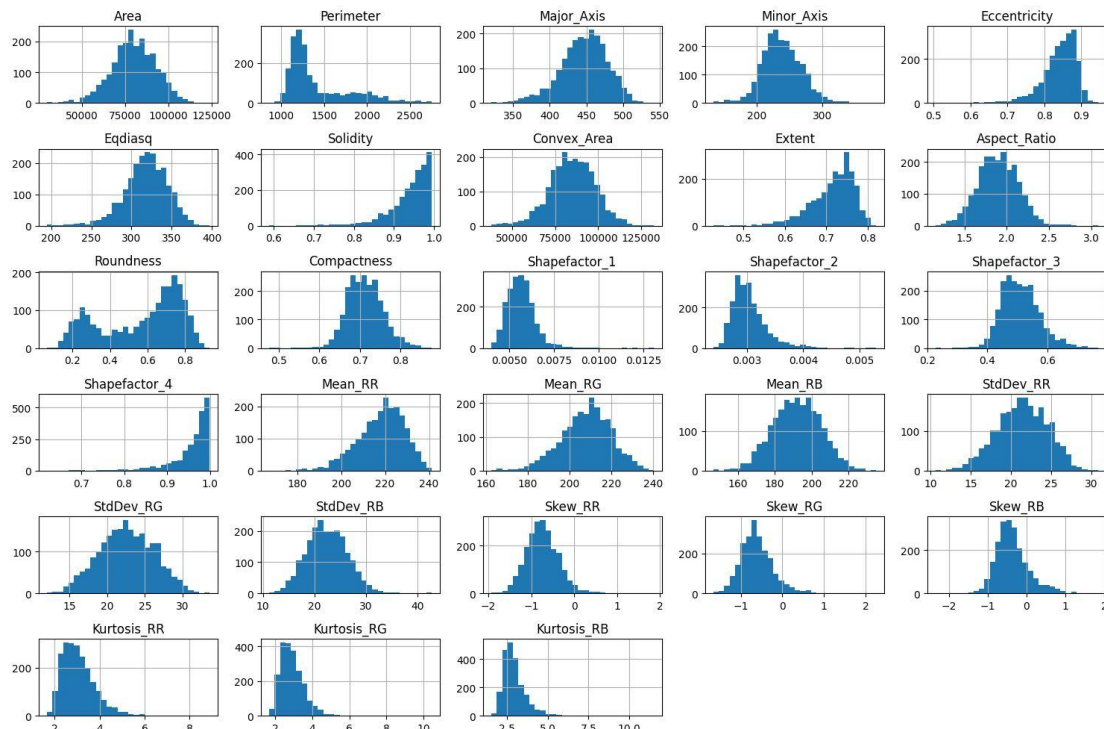 Area Perimeter Major_Axis Minor_Axis Eccentricity
200 100 0 50000 75000 100000 125000
200 0 1000 1500 2000 2500
200 100 0 350 400 450 500 550
200 100 0 200 300
200 0 0.5 0.6 0.7 0.8 0.9
Eqdiasq Solidity Convex_Area Extent Aspect_Ratio
200 100 0 200 250 300 350 400
400 200 0 0.6 0.7 0.8 0.9 1.0
200 100 0 50000 75000 100000 125000
200 0 0.5 0.6 0.7 0.8
200 100 0 1.5 2.0 2.5 3.0
Roundness Compactness Shapefactor_1 Shapefactor_2 Shapefactor_3
200 100 0 0.2 0.4 0.6 0.8
200 0 0.5 0.6 0.7 0.8
200 0 0.0050 0.0075 0.0100 0.0125
200 0 0.003 0.004 0.005
200 0 0.2 0.4 0.6
Shapefactor_4 Mean_RR Mean_RG Mean_RB StdDev_RR
500 250 0 0.7 0.8 0.9 1.0
200 100 0 180 200 220 240
200 100 0 160 180 200 220 240
100 0 160 180 200 220
100 0 10 15 20 25 30
StdDev_RG StdDev_RB Skew_RR Skew_RG Skew_RB
100 0 15 20 25 30
200 100 0 10 20 30 40
200 0 −2 −1 0 1 2
200 0 −1 0 1 2
200 0 −2 −1 0 1 2
Kurtosis_RR Kurtosis_RG Kurtosis_RB
200 0 2 4 6 8
400 200 0 2 4 6 8 10
400 200 0 2.5 5.0 7.5 10.0